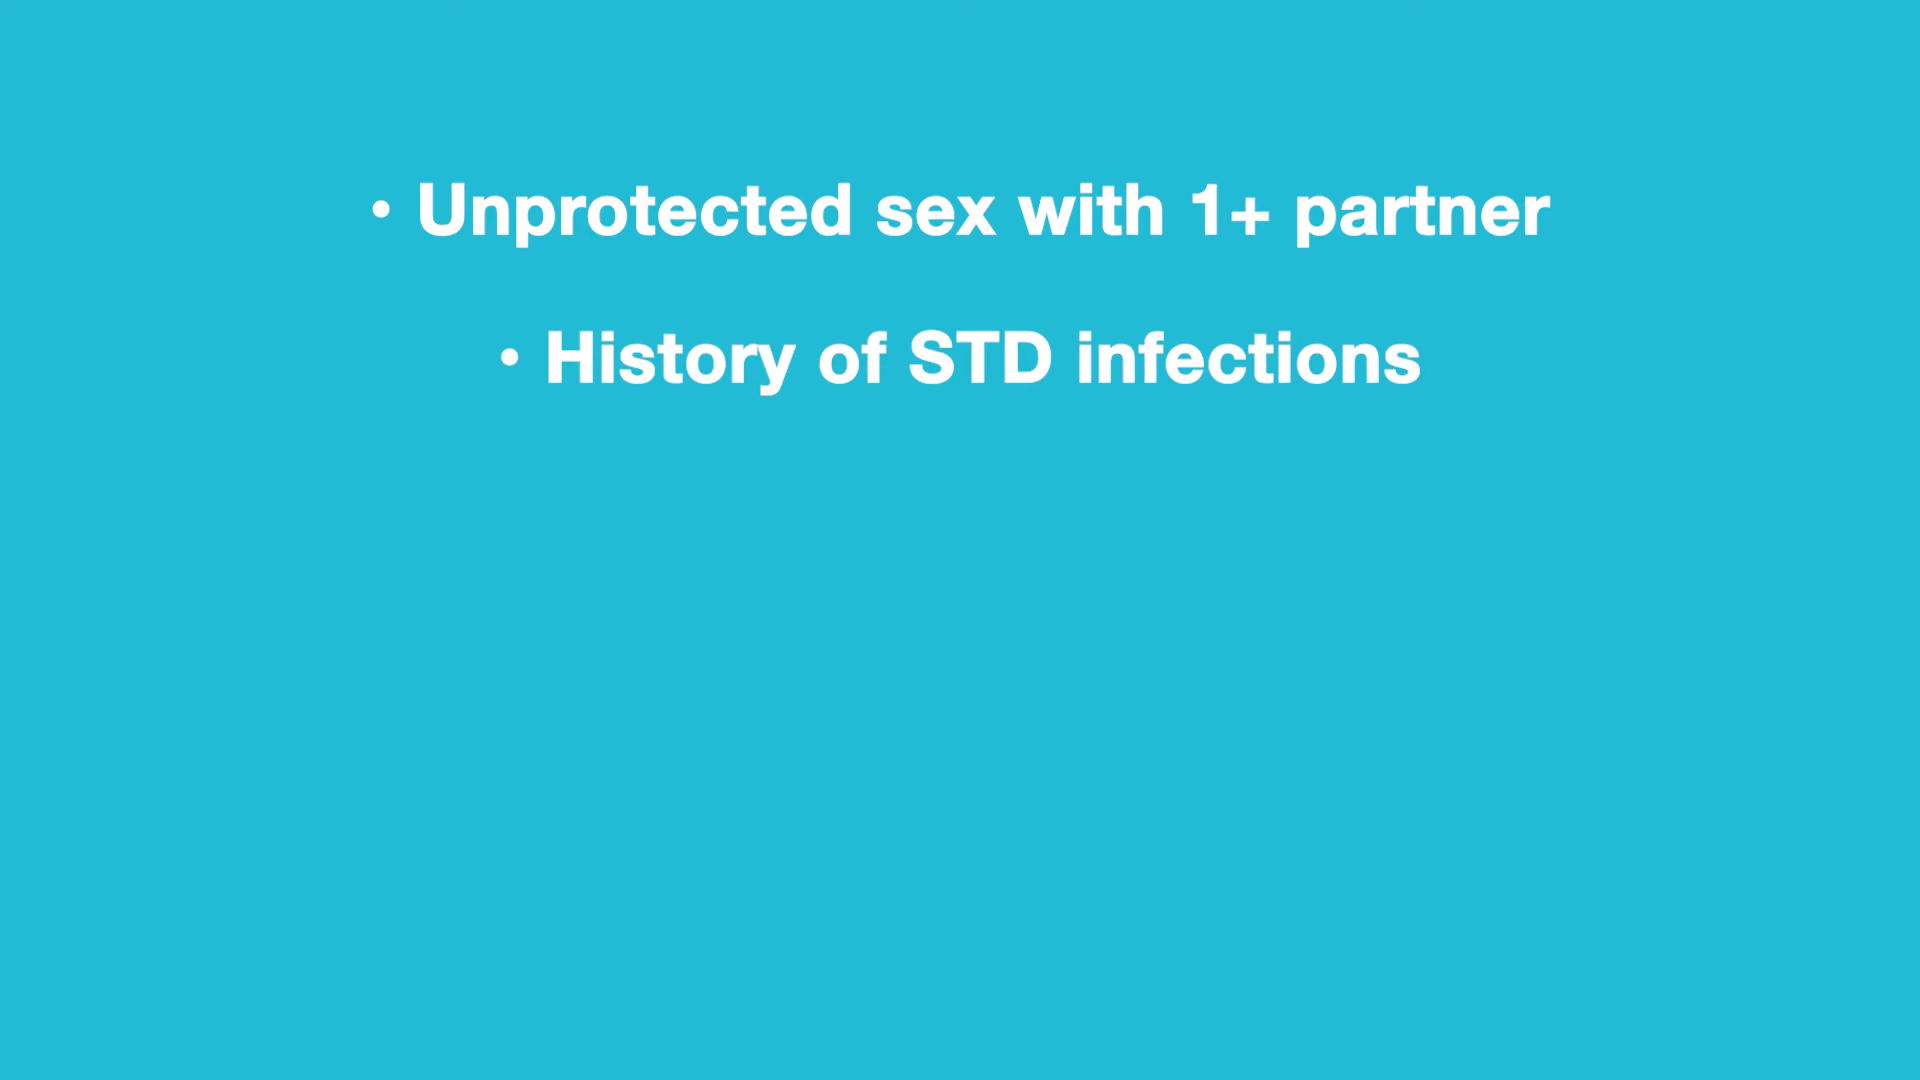 • Unprotected sex with 1+ partner
• History of STD infections